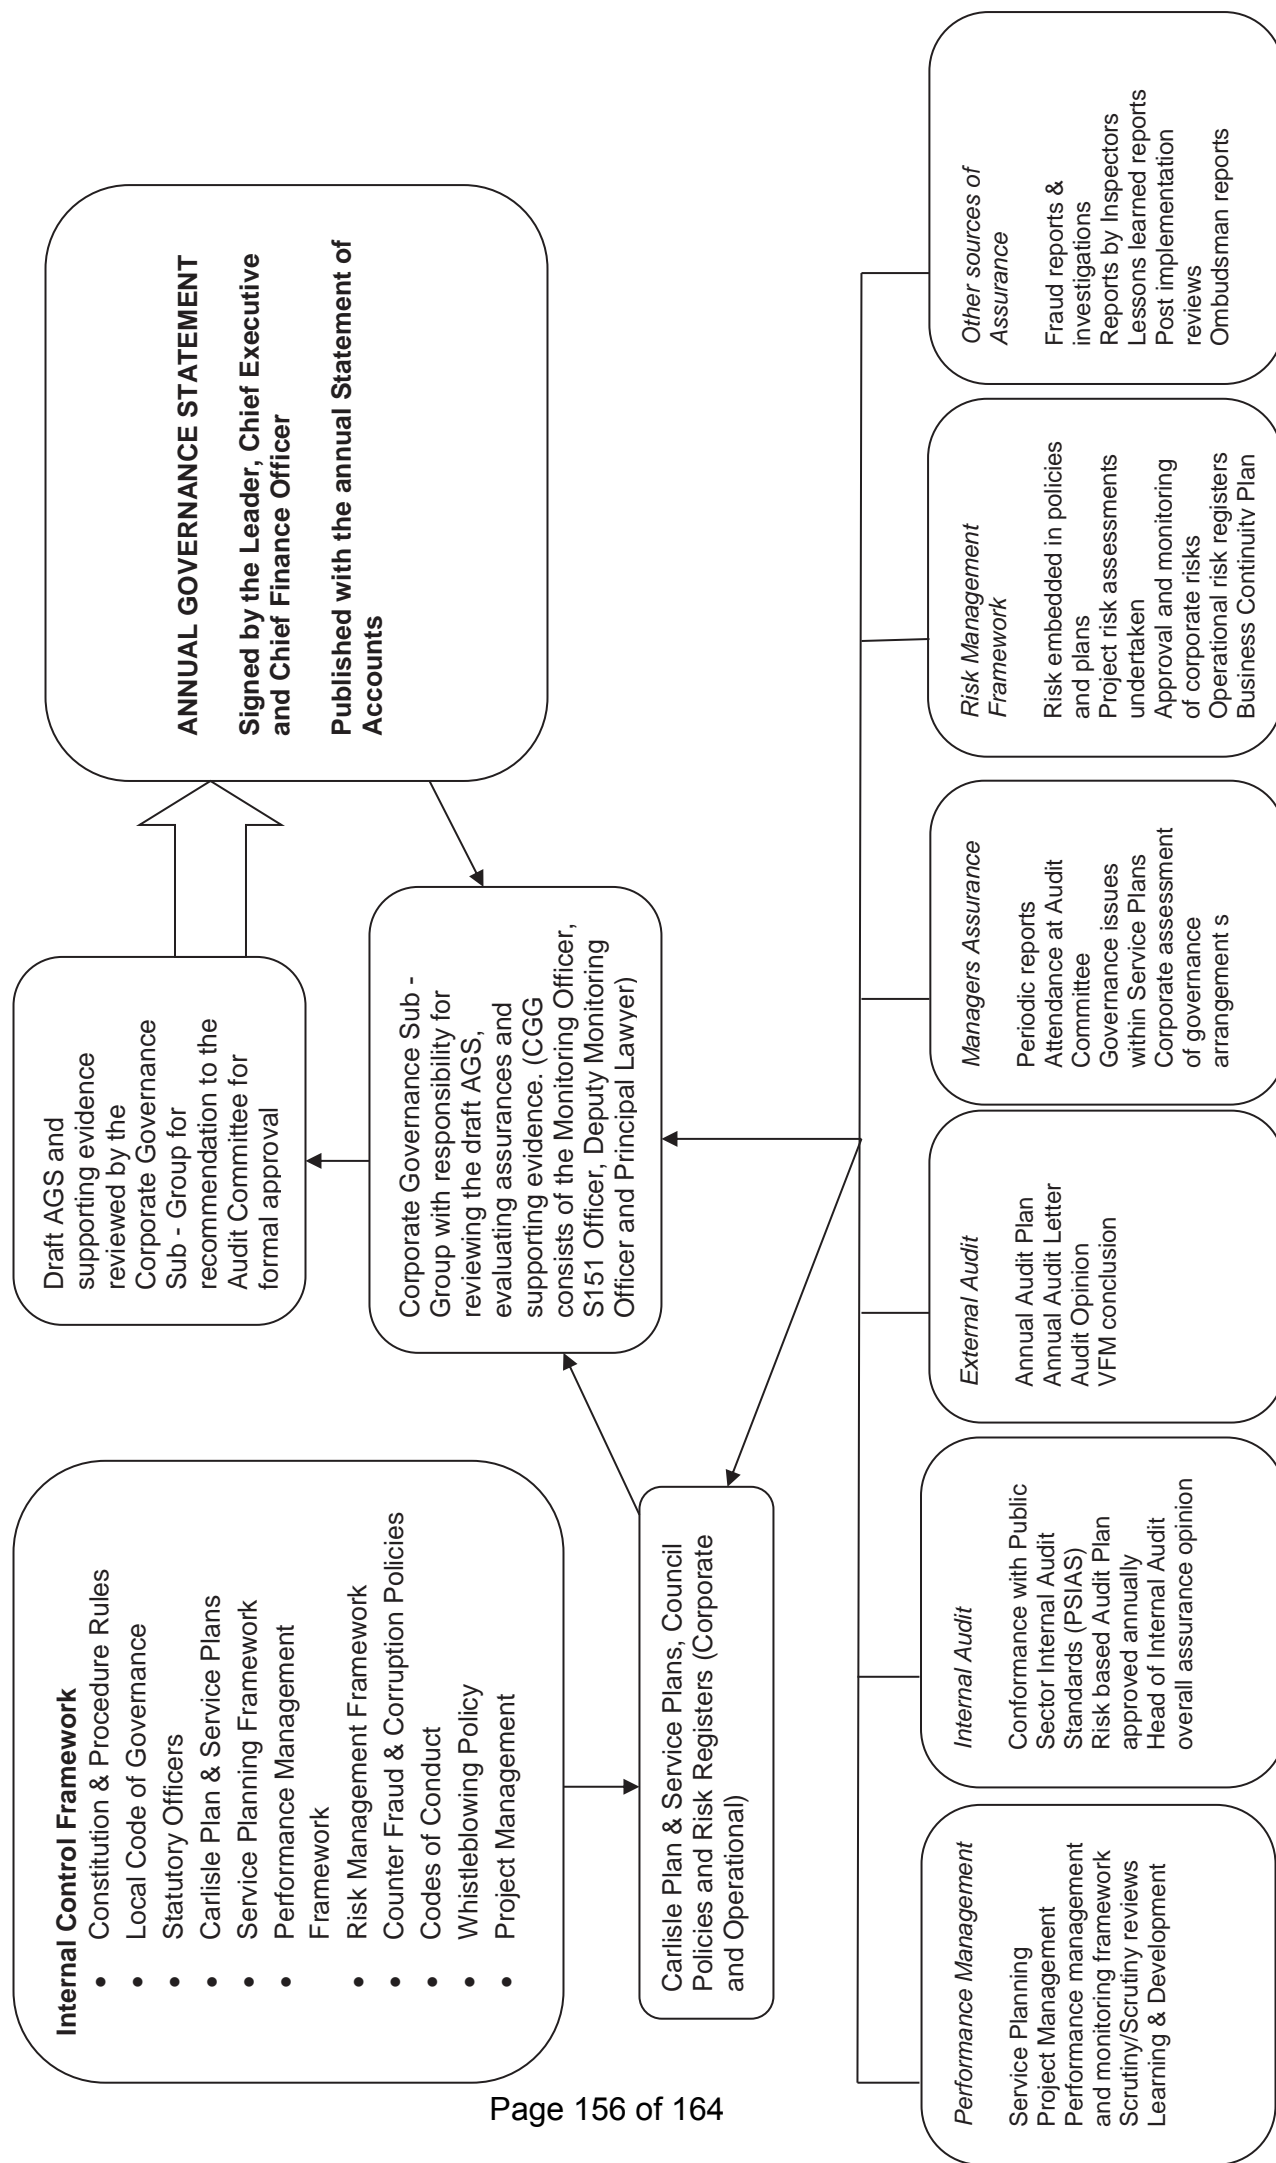 Internal Control Framework
• Constitution & Procedure Rules
• Local Code of Governance
• Statutory Officers
• Carlisle Plan & Service Plans
• Service Planning Framework
• Performance Management
Framework
• Risk Management Framework
• Counter Fraud & Corruption Policies
• Codes of Conduct
• Whistleblowing Policy
• Project Management
Draft AGS and
supporting evidence
reviewed by the
Corporate Governance
Sub - Group for
recommendation to the
Audit Committee for
formal approval
ANNUAL GOVERNANCE STATEMENT
Signed by the Leader, Chief Executive
and Chief Finance Officer
Published with the annual Statement of
Accounts
Corporate Governance Sub -
Group with responsibility for
reviewing the draft AGS,
evaluating assurances and
supporting evidence. (CGG
consists of the Monitoring Officer,
S151 Officer, Deputy Monitoring
Officer and Principal Lawyer)
Carlisle Plan & Service Plans, Council
Policies and Risk Registers (Corporate
and Operational)
Performance Management
Service Planning
Project Management
Performance management
and monitoring framework
Scrutiny/Scrutiny reviews
Learning & Development
Internal Audit
Conformance with Public
Sector Internal Audit
Standards (PSIAS)
Risk based Audit Plan
approved annually
Head of Internal Audit
overall assurance opinion
External Audit
Annual Audit Plan
Annual Audit Letter
Audit Opinion
VFM conclusion
Managers Assurance
Periodic reports
Attendance at Audit
Committee
Governance issues
within Service Plans
Corporate assessment
of governance
arrangement s
Risk Management
Framework
Risk embedded in policies
and plans
Project risk assessments
undertaken
Approval and monitoring
of corporate risks
Operational risk registers
Business Continuity Plan
Other sources of
Assurance
Fraud reports &
investigations
Reports by Inspectors
Lessons learned reports
Post implementation
reviews
Ombudsman reports
Page 156 of 164